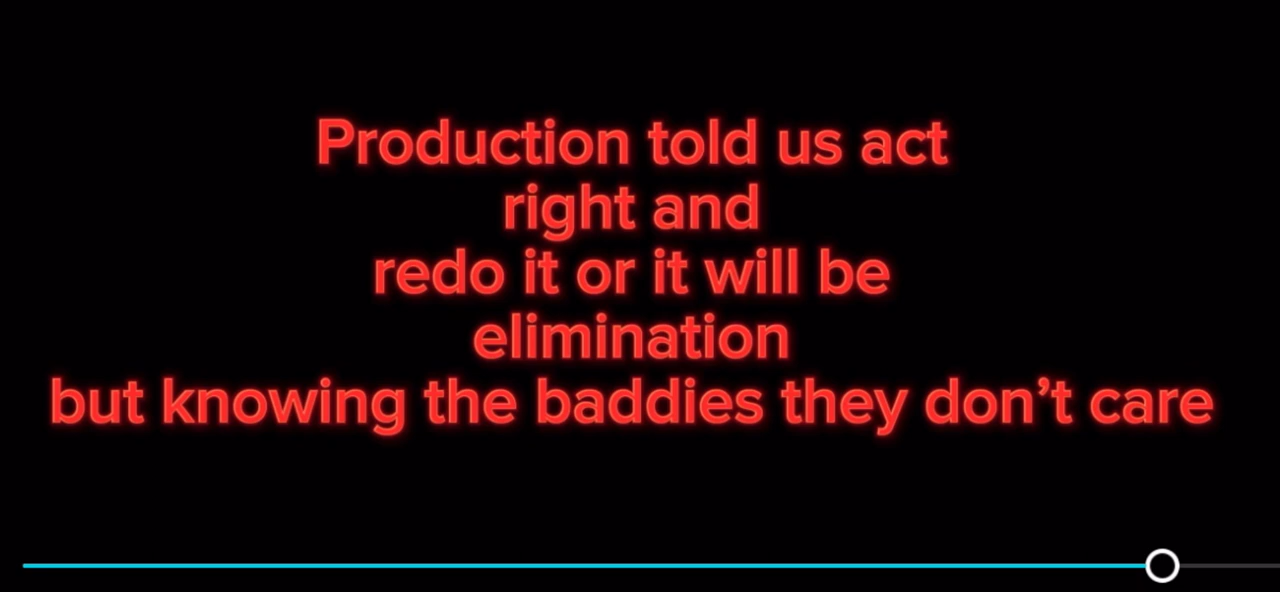 Production told us act
right and
redo it or it will be
elimination
but knowing the baddies they don’t care